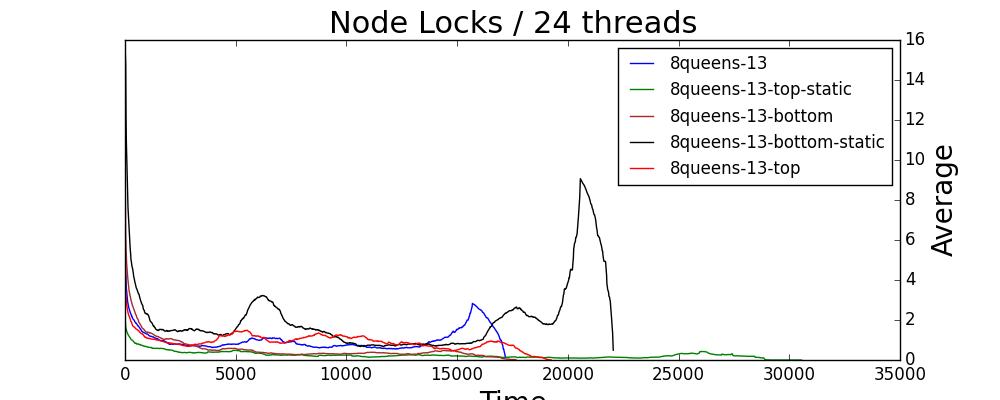 Node Locks / 24 threads
8queens-13
8queens-13-top-static
8queens-13-bottom
8queens-13-bottom-static
8queens-13-top
16
14
12
10
8
6
4
2
0
Average
0 5000 10000 15000 20000 25000 30000 35000
Time